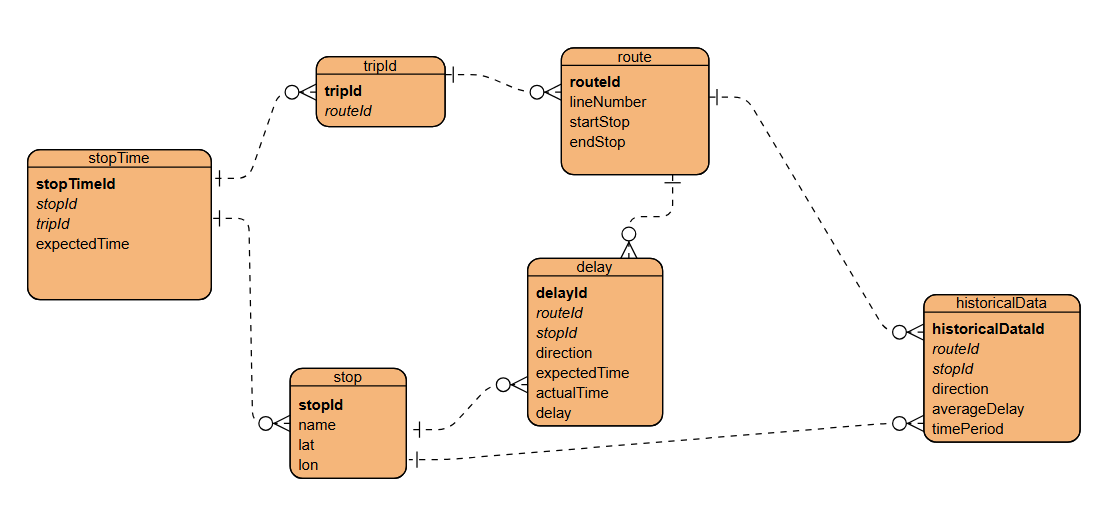 tripId
tripId
routeId
route
routeId
lineNumber
startStop
endStop
stopTime
stopTimeId
stopId
tripId
expectedTime
delay
delayId
routeId
stopId
direction
expectedTime
actualTime
delay
historicalData
historicalDataId
routeId
stopId
direction
averageDelay
timePeriod
stop
stopId
name
lat
lon